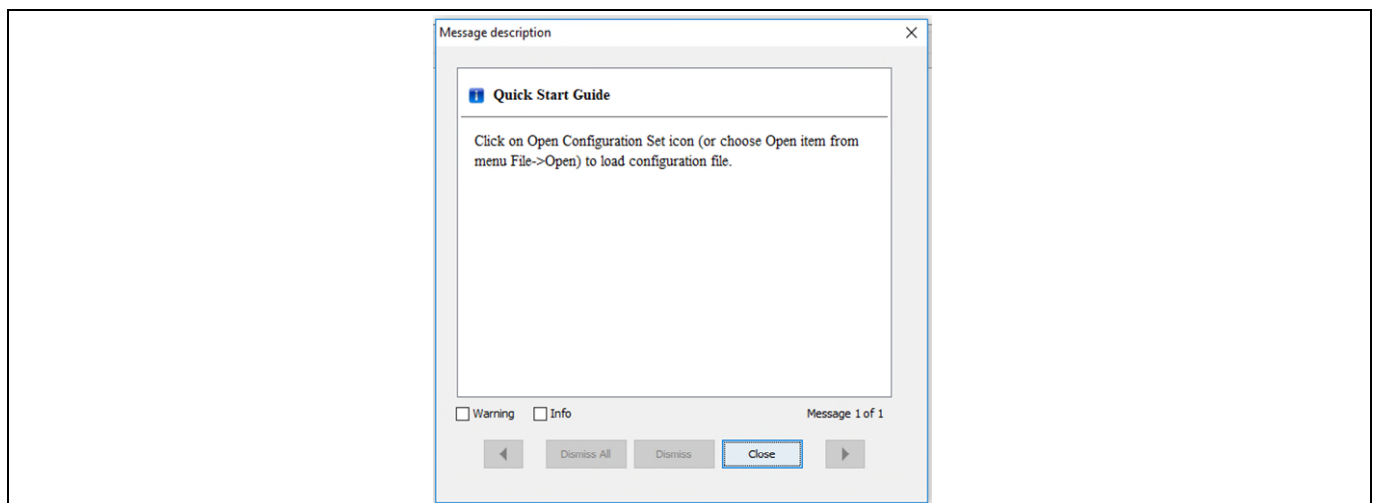 Message description
Quick Start Guide
Click on Open Configuration Set icon (or choose Open item from
menu File->Open) to load configuration file.
Warning Info Message 1 of 1
Dismiss All Dismiss Close